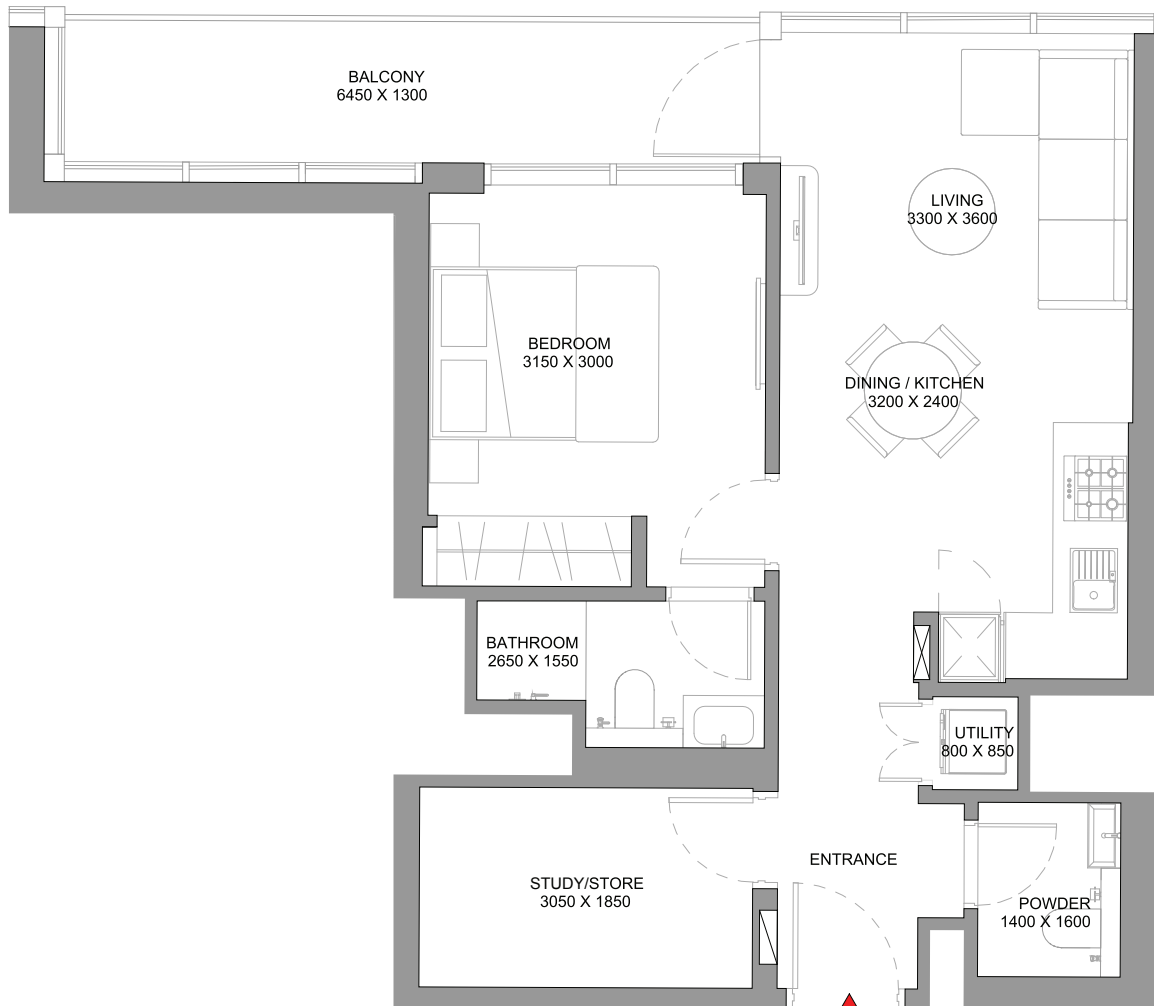 BALCONY
6450 X 1300
LIVING
3300 X 3600
BEDROOM
3150 X 3000
DINING / KITCHEN
3200 X 2400
BATHROOM
2650 X 1550
UTILITY
800 X 850
ENTRANCE
STUDY/STORE
3050 X 1850
POWDER
1400 X 1600